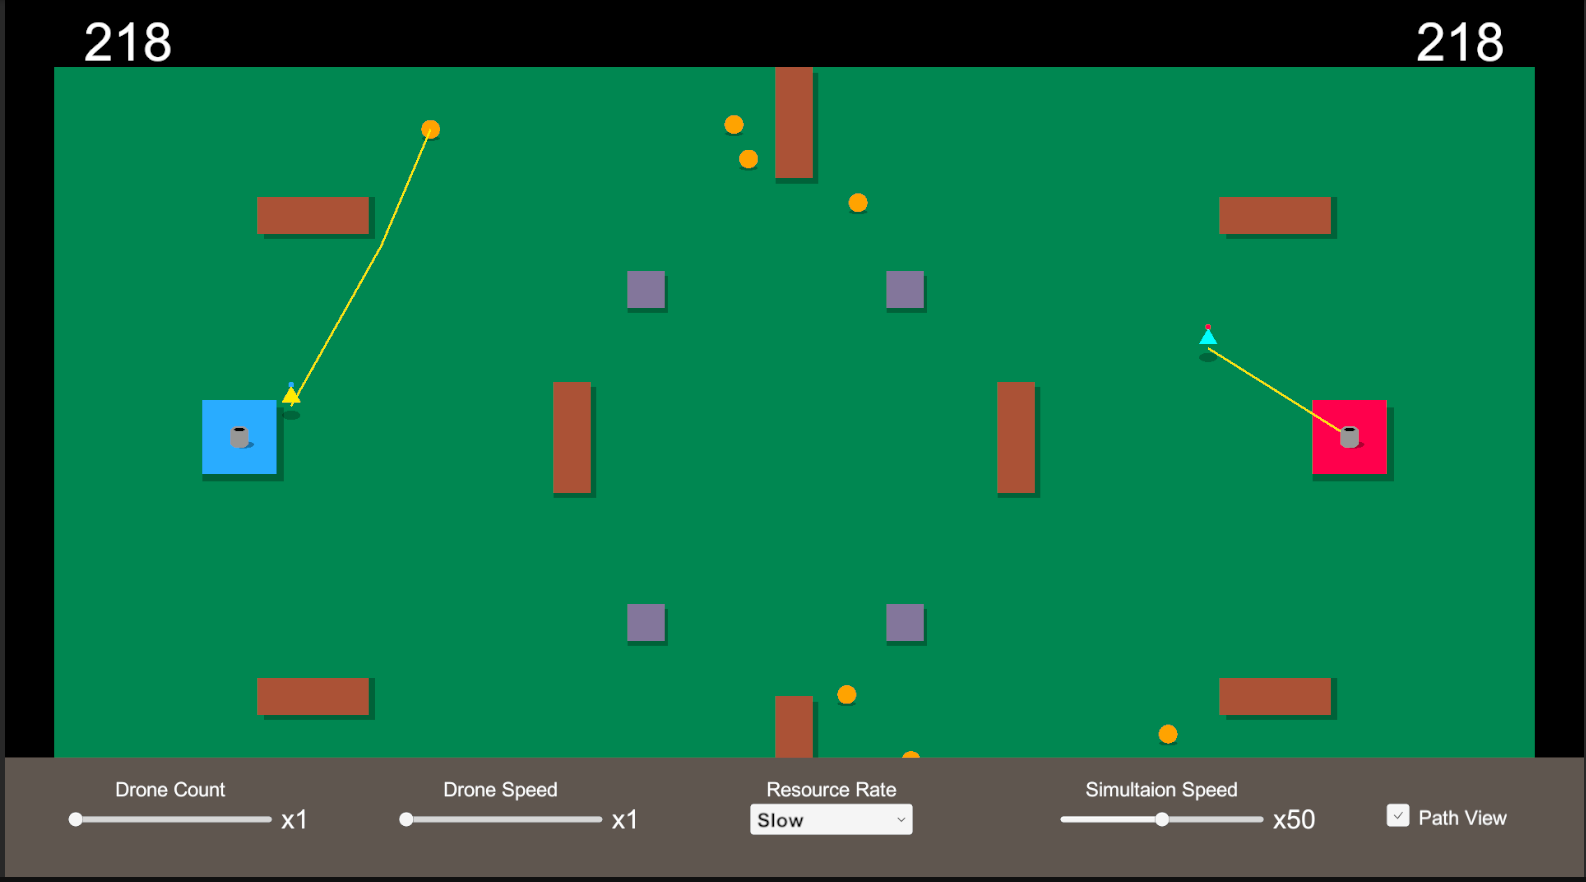 218
218
Drone Count
x1
Drone Speed
x1
Resource Rate
Slow
Simultaion Speed
x50
Path View